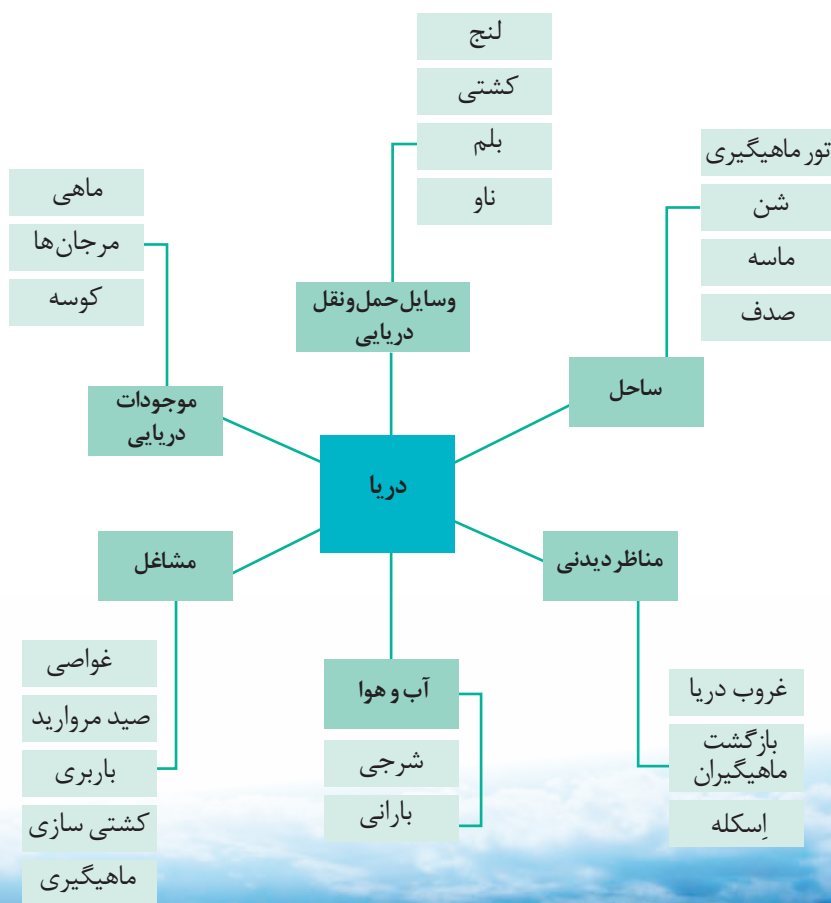 لنج
کشتی
بلم
ناو
تور ماهیگیری
شن
ماسه
صدف
ماهی
مرجان‌ها
کوسه
وسایل حمل‌و‌نقل
دریایی
ساحل
موجودات
دریایی
دریا
مناظر دیدنی
مشاغل
آب و هوا
شرجی
بارانی
غروب دریا
بازگشت
ماهیگیران
اِسکله
غواصی
صید مروارید
باربری
کشتی سازی
ماهیگیری